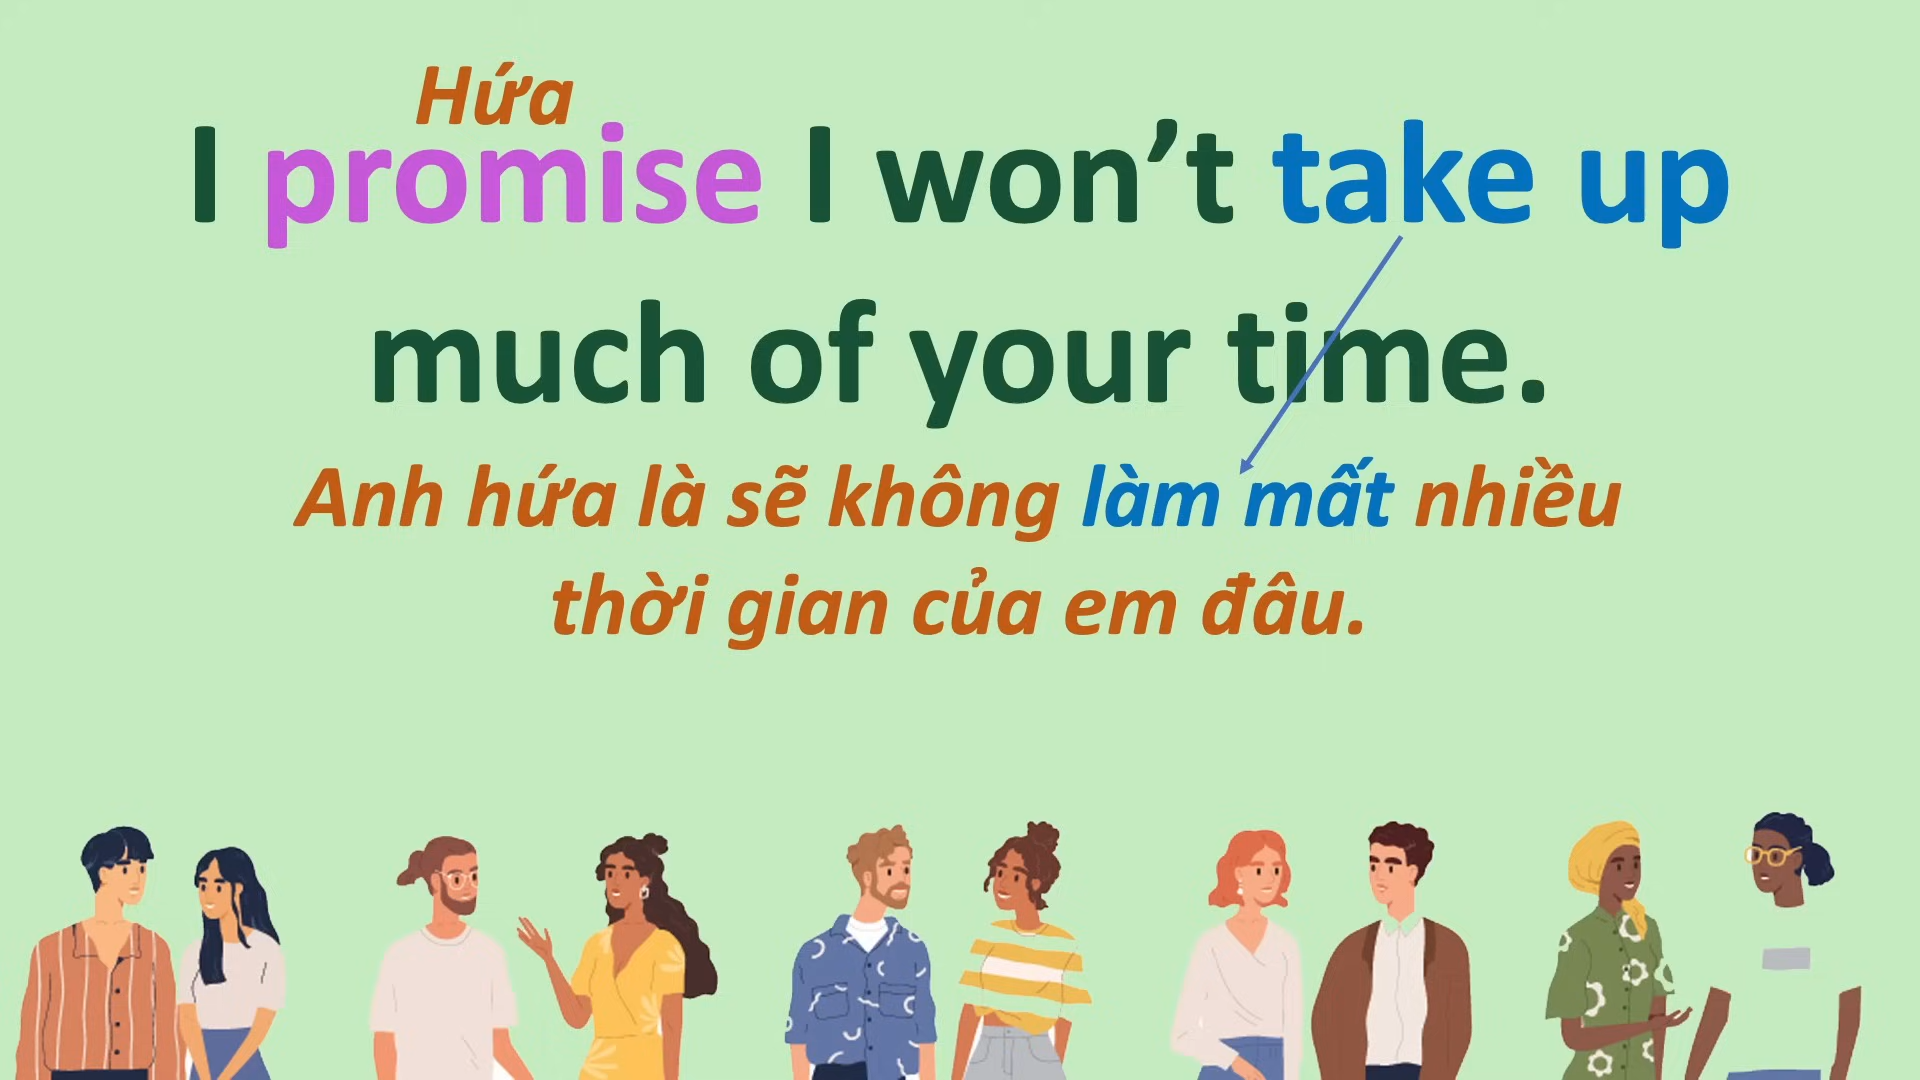 Hứa
I promise I won’t take up
much of your time.
Anh hứa là sẽ không làm mất nhiều
thời gian của em đâu.